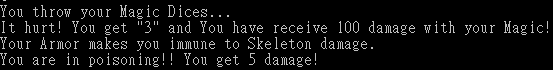 You throw your Magic Dices...
It hurt! You get "3" and You have receive 100 damage with your Magic!
Your Armor makes you immune to Skeleton damage.
You are in poisoning!! You get 5 damage!